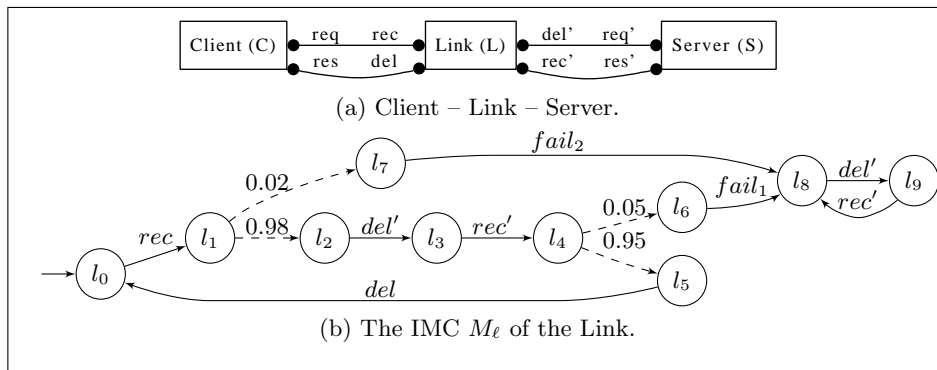 Client (C) req rec Link (L) del’ req’ Server (S)
res del rec’ res’
(a) Client – Link – Server.
fail₂
l₇
0.02
l₈ del′ l₉
rec′
0.05 l₆ fail₁
rec l₁ 0.98 l₂ del′ l₃ rec′ l₄
0.95
l₀ l₅
del
(b) The IMC Mℓ of the Link.